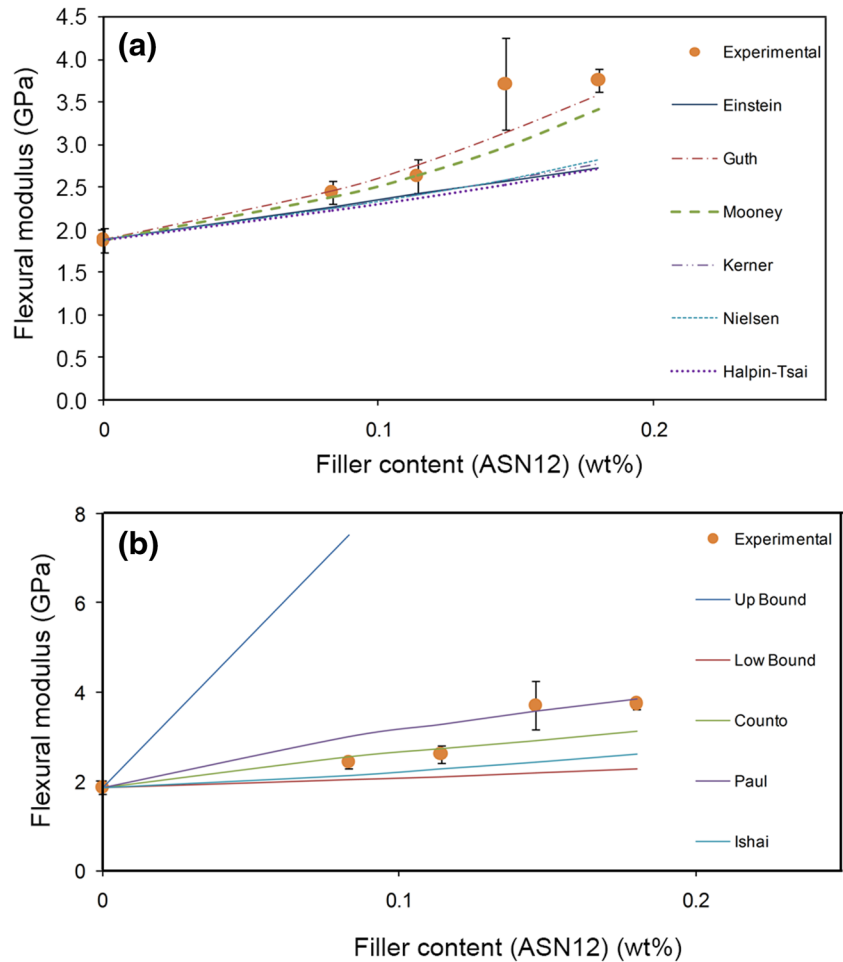 (a)
Flexural modulus (GPa)
4.5
4.0
3.5
3.0
2.5
2.0
1.5
1.0
0.5
0.0
0
0.1
0.2
Filler content (ASN12) (wt%)
Experimental
Einstein
Guth
Mooney
Kerner
Nielsen
Halpin-Tsai
(b)
Flexural modulus (GPa)
8
6
4
2
0
0
0.1
0.2
Filler content (ASN12) (wt%)
Experimental
Up Bound
Low Bound
Counto
Paul
Ishai